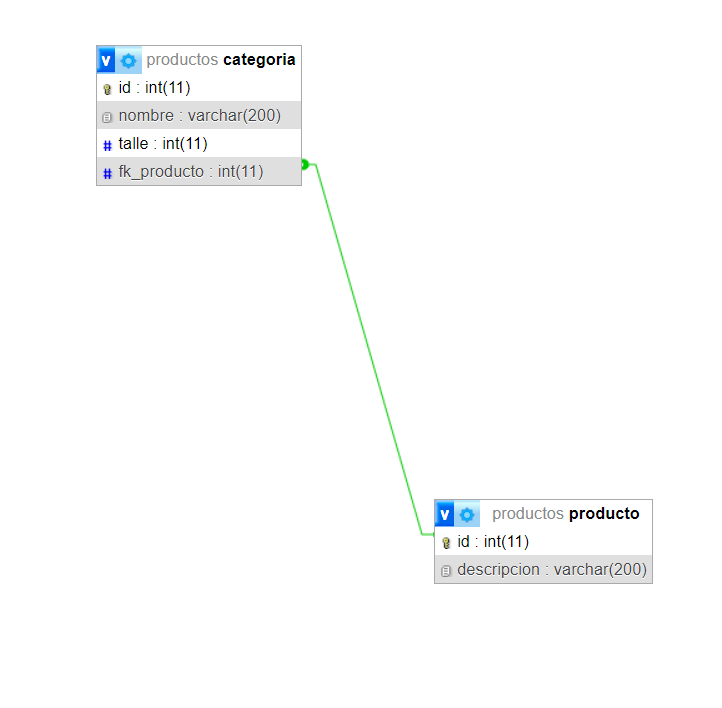 v productos categoria
id : int(11)
nombre : varchar(200)
# talle : int(11)
# fk_producto : int(11)
v productos producto
id : int(11)
descripcion : varchar(200)